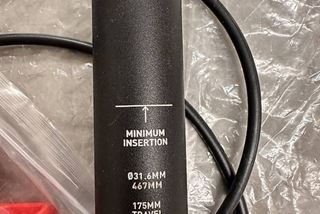 MINIMUM
INSERTION
Ø31.6MM
467MM
175MM
TRAVEL